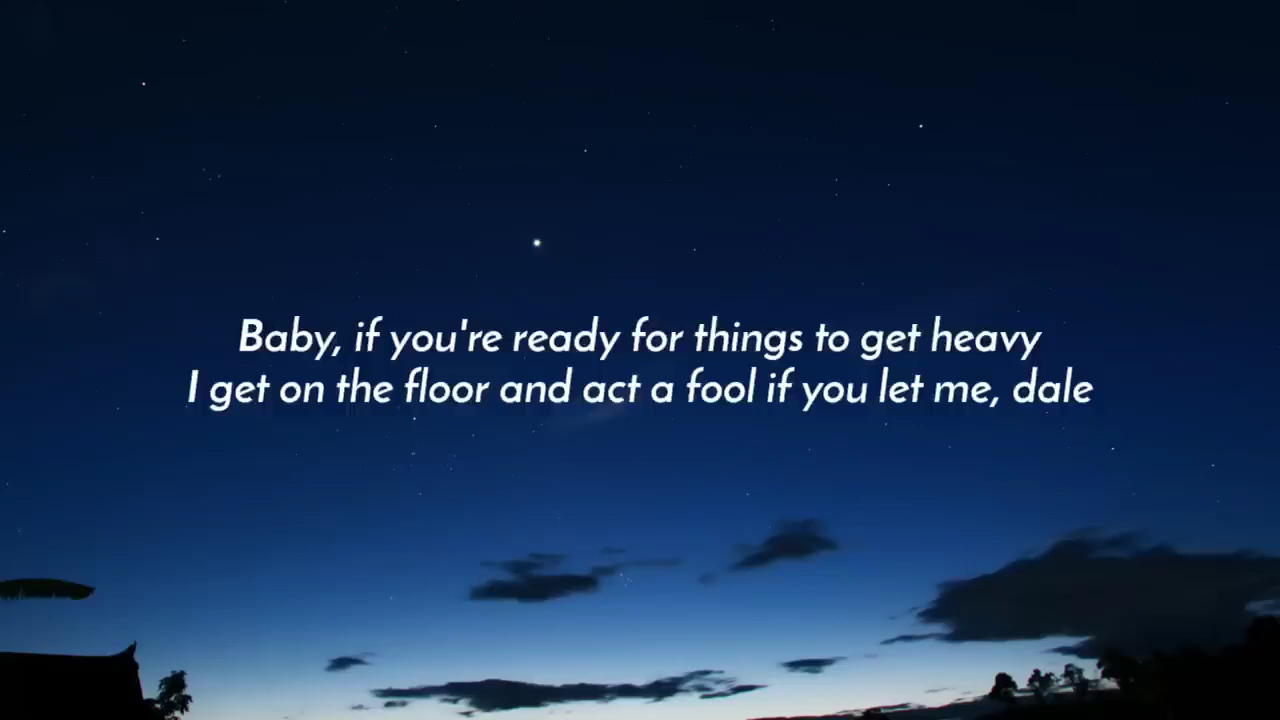 Baby, if you're ready for things to get heavy
I get on the floor and act a fool if you let me, dale